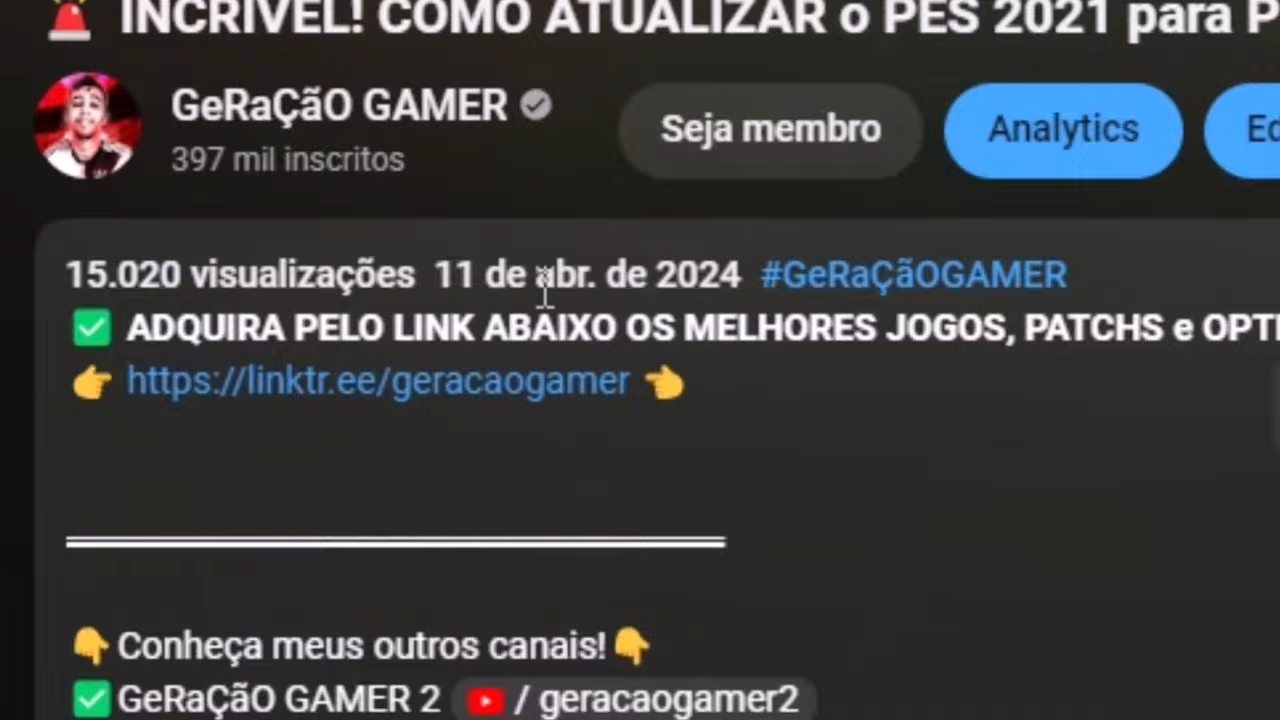 🚨 INCRÍVEL! COMO ATUALIZAR o PES 2021 para
GeRaÇãO GAMER
397 mil inscritos
Seja membro
Analytics
15.020 visualizações 11 de abr. de 2024 #GeRaÇãOGAMER
✅ ADQUIRA PELO LINK ABAIXO OS MELHORES JOGOS, PATCHS e
👉 https://linktr.ee/geracaogamer 👈
👇Conheça meus outros canais!👇
✅GeRaÇãO GAMER 2 / geracaogamer2